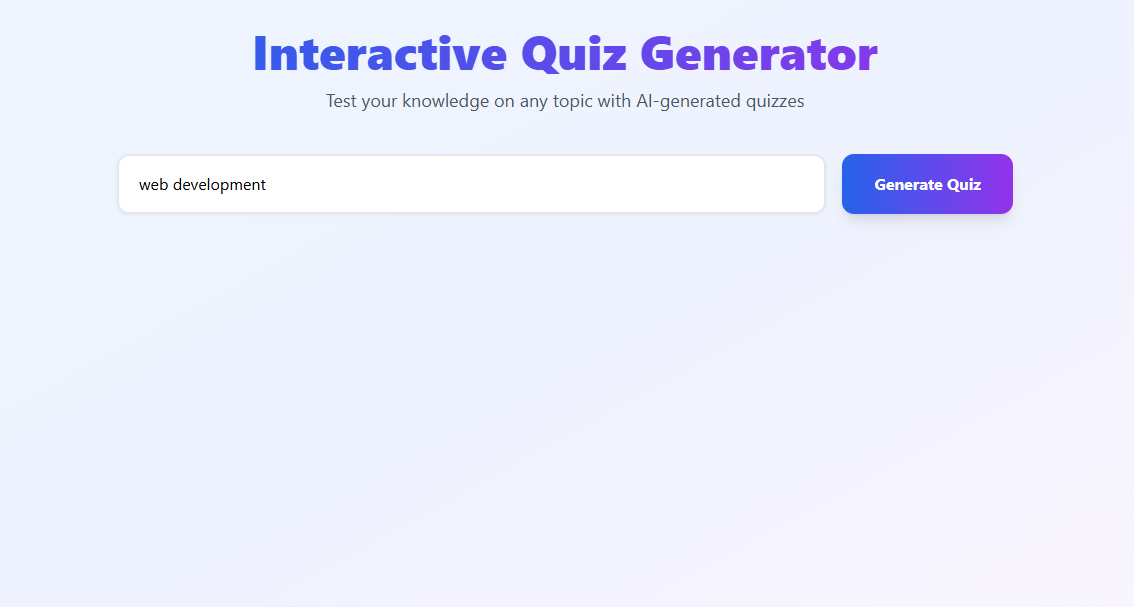 Interactive Quiz Generator
Test your knowledge on any topic with AI-generated quizzes
web development
Generate Quiz